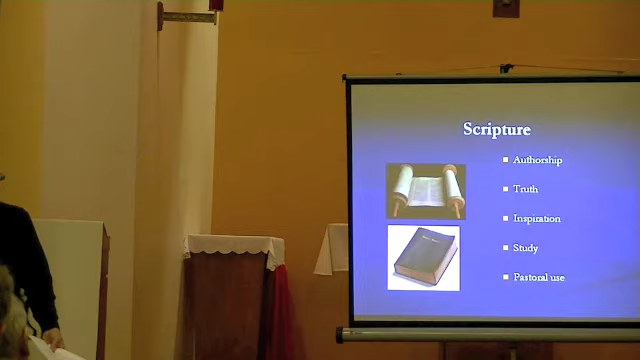 Scripture
Authorship
Truth
Inspiration
Study
Pastoral use